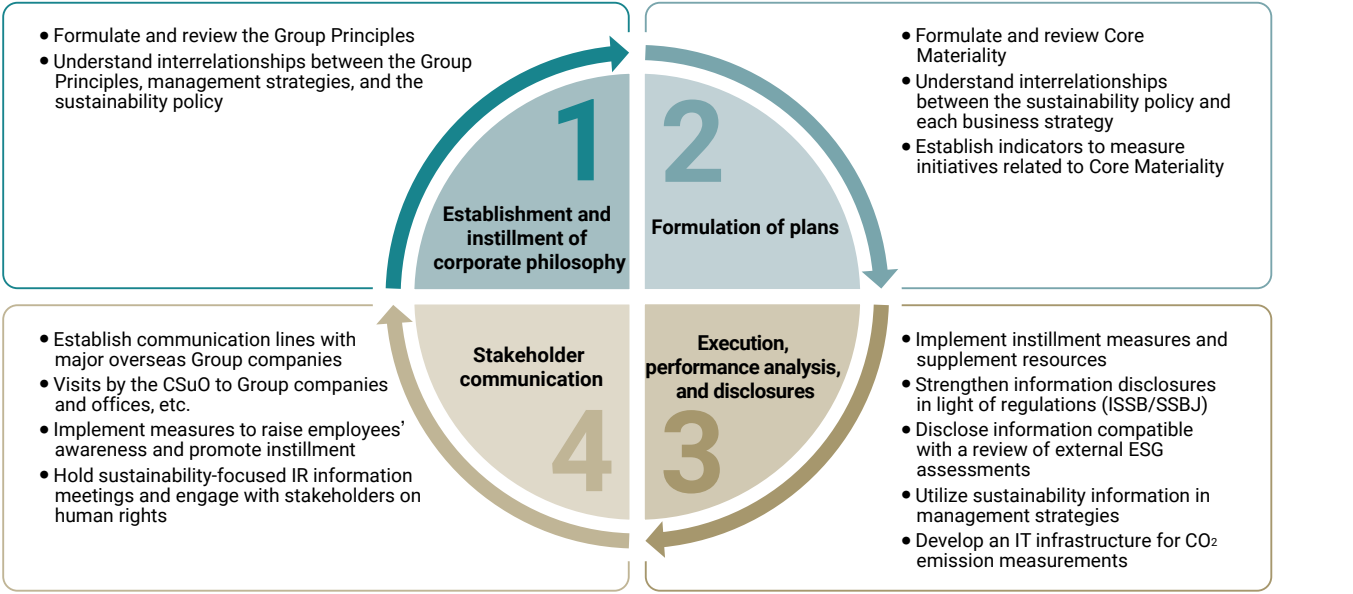 ● Formulate and review the Group Principles
● Understand interrelationships between the Group
Principles, management strategies, and the
sustainability policy
1
Establishment and
instillment of
corporate philosophy
● Formulate and review Core
Materiality
● Understand interrelationships
between the sustainability policy and
each business strategy
● Establish indicators to measure
initiatives related to Core Materiality
2
Formulation of plans
● Implement instillment measures and
supplement resources
● Strengthen information disclosures
in light of regulations (ISSB/SSBJ)
● Disclose information compatible
with a review of external ESG
assessments
● Utilize sustainability information in
management strategies
● Develop an IT infrastructure for CO2
emission measurements
Execution,
performance analysis,
and disclosures
3
● Establish communication lines with
major overseas Group companies
● Visits by the CSuO to Group companies
and offices, etc.
● Implement measures to raise employees’
awareness and promote instillment
● Hold sustainability-focused IR information
meetings and engage with stakeholders on
human rights
Stakeholder
communication
4